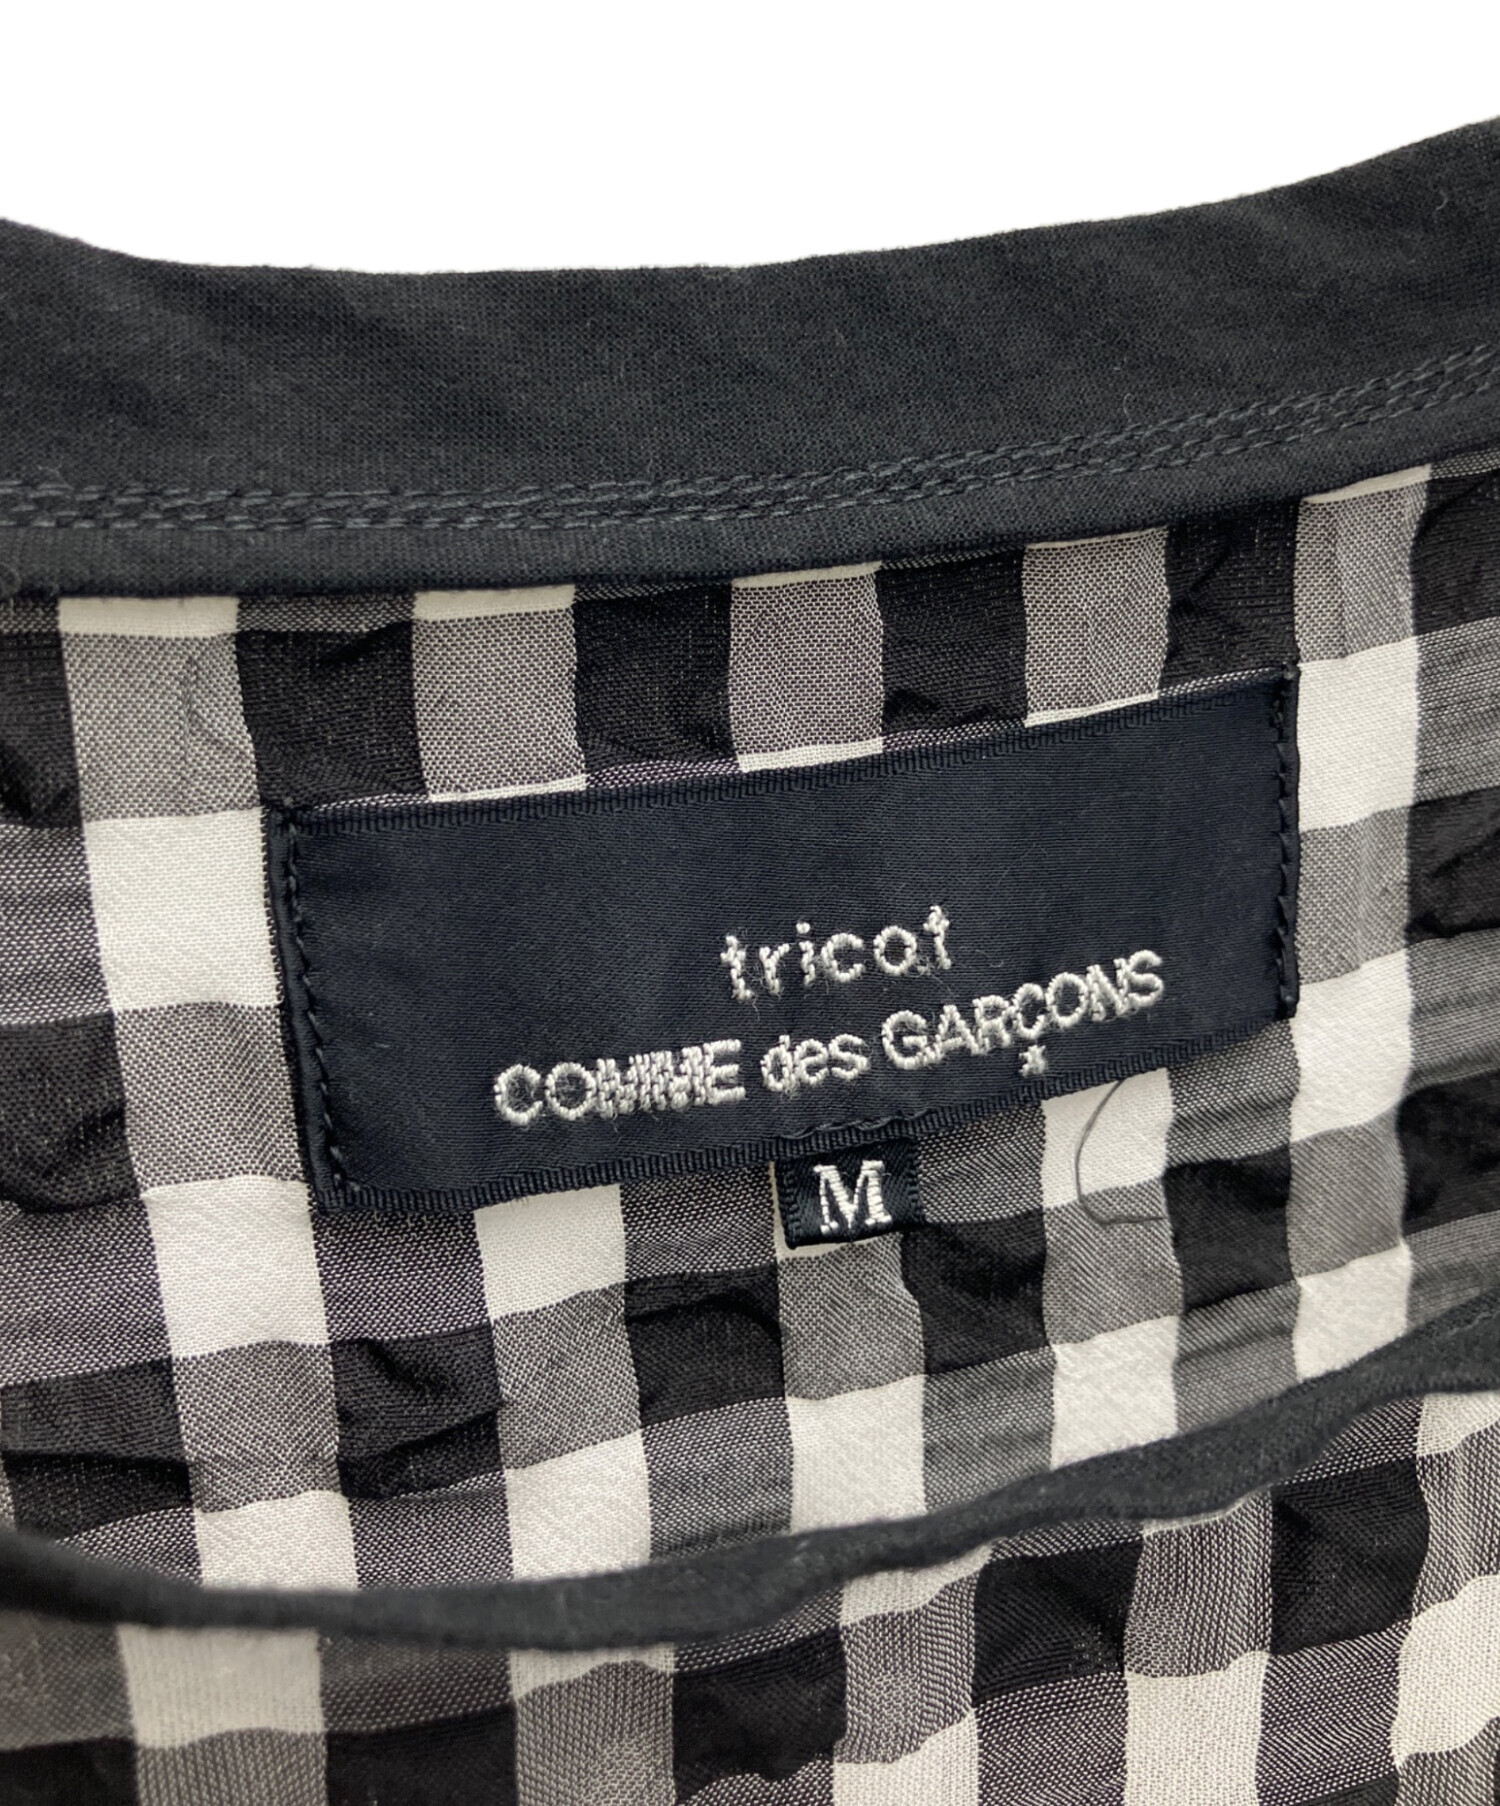 tricot
COMME des GARÇONS
*
M